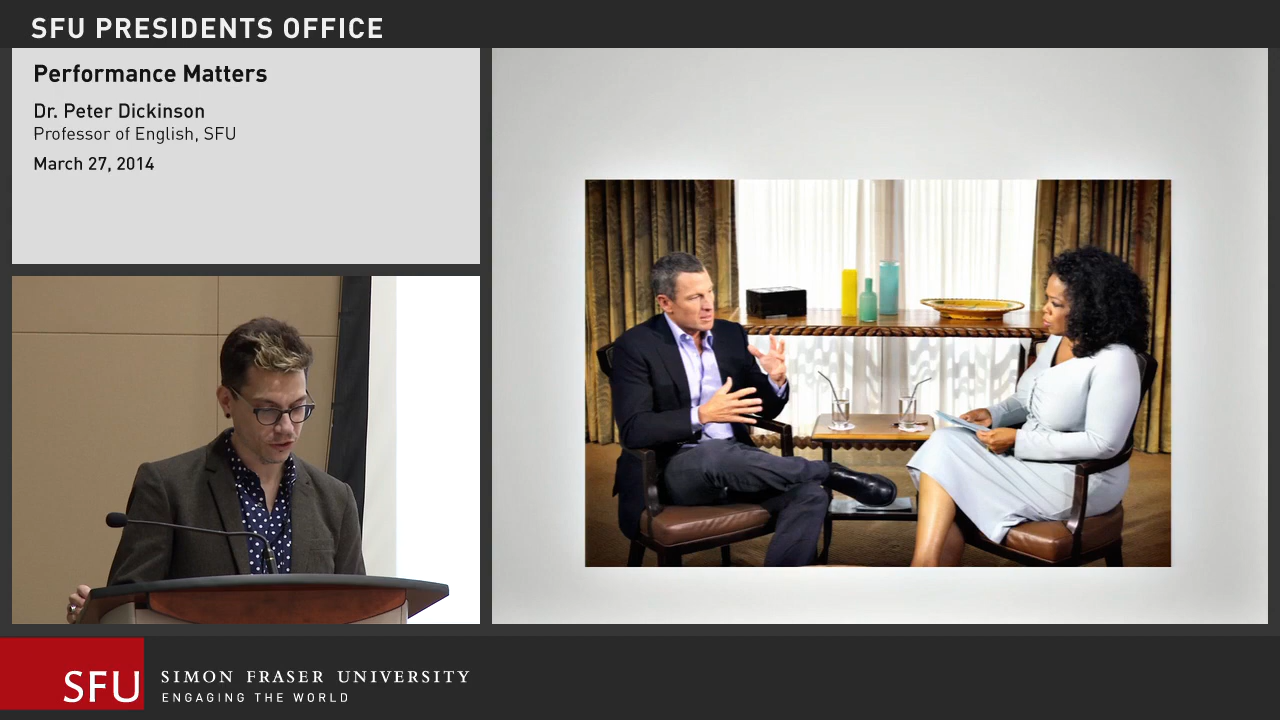 SFU PRESIDENTS OFFICE
Performance Matters
Dr. Peter Dickinson
Professor of English, SFU
March 27, 2014
SFU
SIMON FRASER UNIVERSITY
ENGAGING THE WORLD